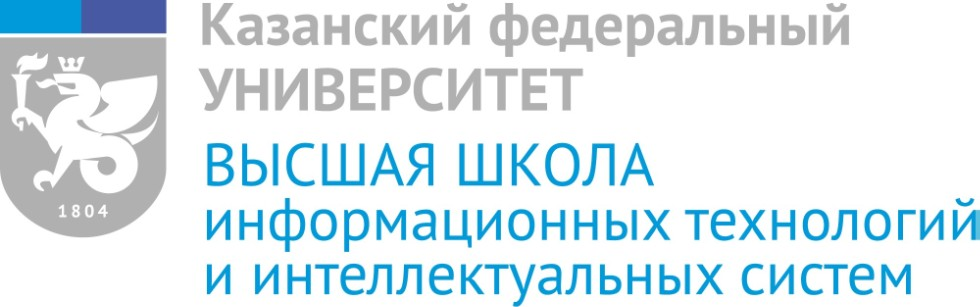 Казанский федеральный
УНИВЕРСИТЕТ
ВЫСШАЯ ШКОЛА
информационных технологий
и интеллектуальных систем
1804